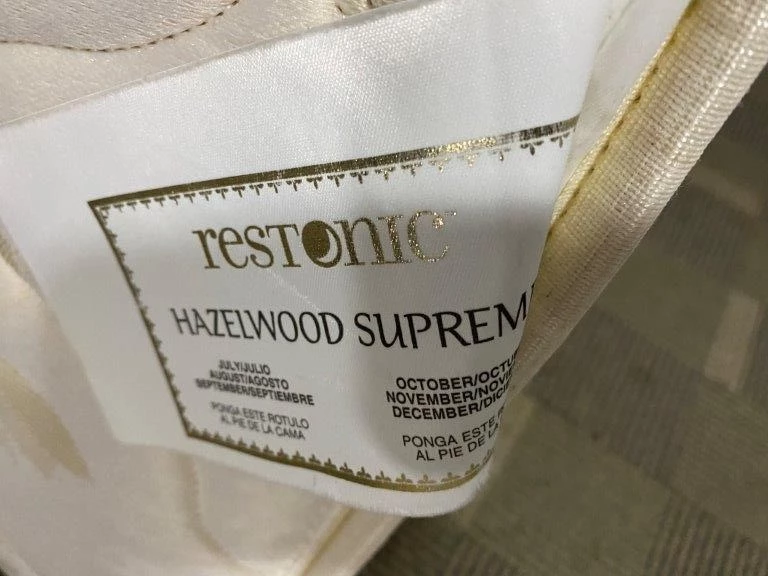 resTonic
HAZELWOOD SUPREM
JULY/JULIO
AUGUST/AGOSTO
SEPTEMBER/SEPTIEMBRE
PONGA ESTE ROTULO
AL PIE DE LA CAMA
OCTOBER/OCTU
NOVEMBER/NOVI
DECEMBER/DICI
PONGA ESTE R
AL PIE DE LA